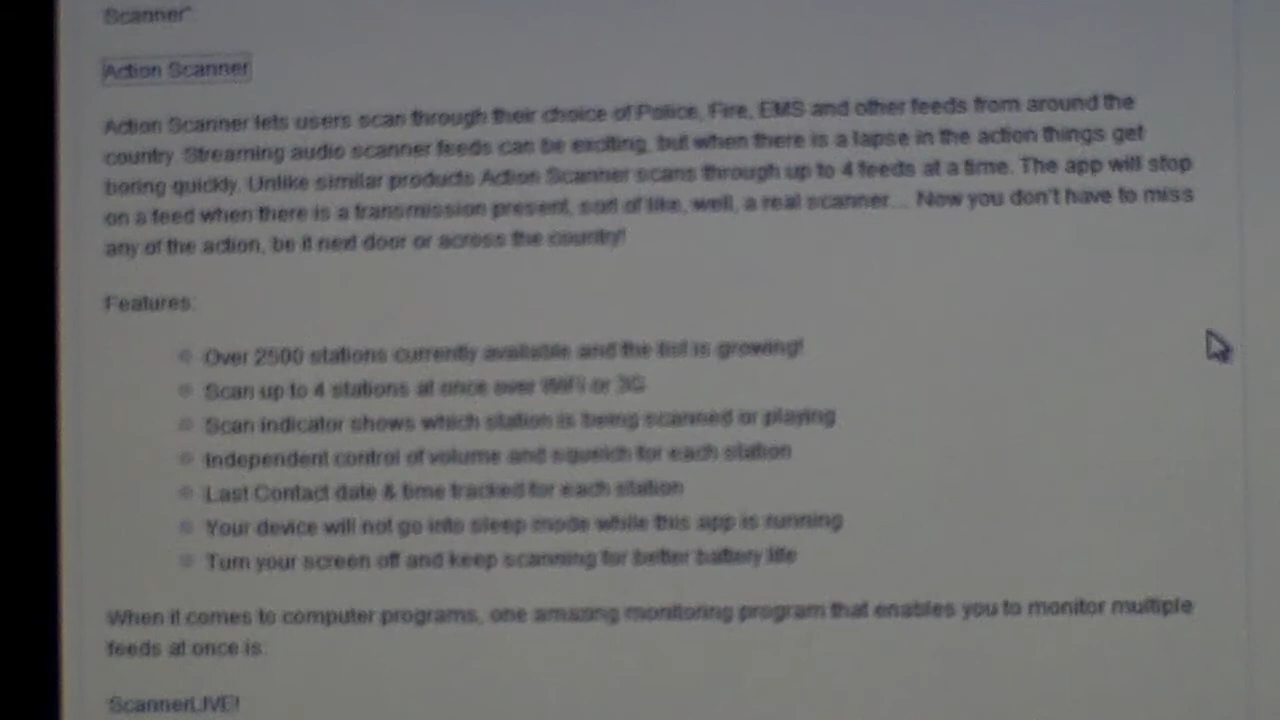 Scanner"
Action Scanner
Action Scanner lets users scan through their choice of Police, Fire, EMS and other feeds from around the
country. Streaming audio scanner feeds can be exciting, but when there is a lapse in the action things get
boring quickly. Unlike similar products Action Scanner scans through up to 4 feeds at a time. The app will stop
on a feed when there is a transmission present, sort of like, well, a real scanner... Now you don't have to miss
any of the action, be it next door or across the country!
Features:
Over 2500 stations currently available and the list is growing!
Scan up to 4 stations at once over WiFi or 3G
Scan indicator shows which station is being scanned or playing
Independent control of volume and squelch for each station
Last Contact date & time tracked for each station
Your device will not go into sleep mode while this app is running
Turn your screen off and keep scanning for better battery life
When it comes to computer programs, one amazing monitoring program that enables you to monitor multiple
feeds at once is:
ScannerLIVE!